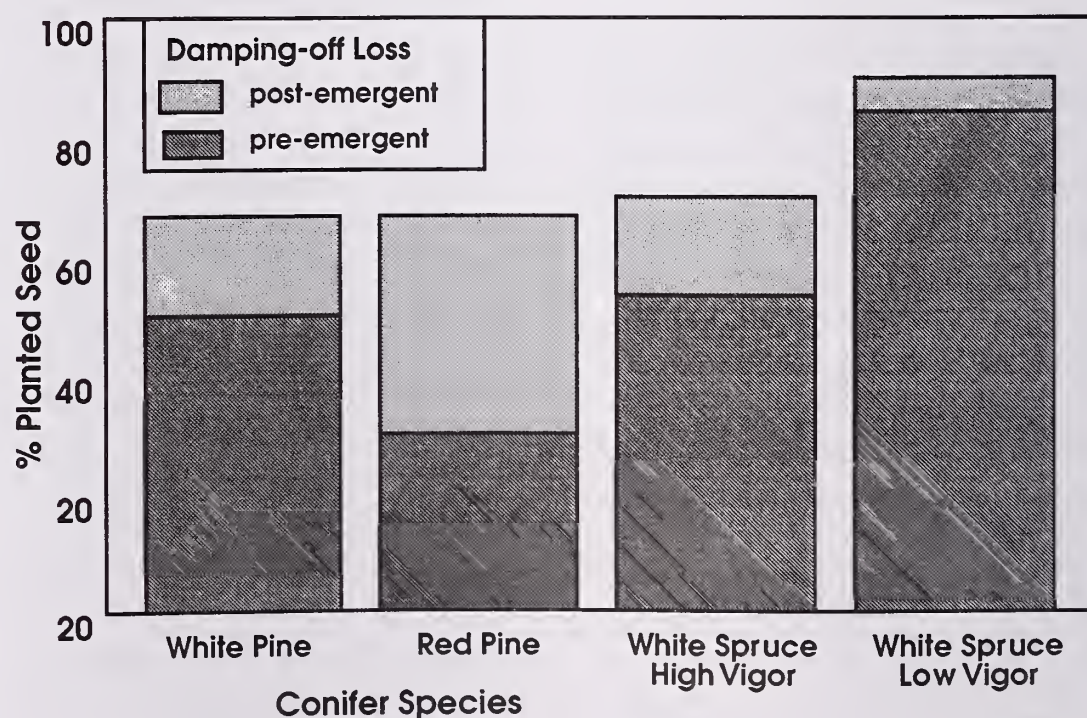 100
80
60
40
20
20
% Planted Seed
Damping-off Loss
post-emergent
pre-emergent
White Pine
Red Pine
White Spruce
High Vigor
White Spruce
Low Vigor
Conifer Species